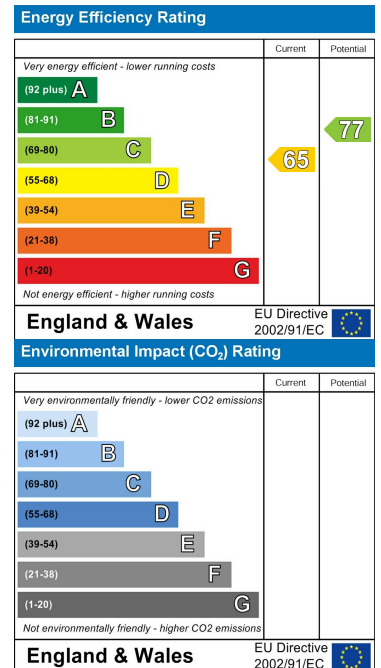 Energy Efficiency Rating
Current Potential
Very energy efficient - lower running costs
(92 plus) A
(81-91) B
77
(69-80) C
65
(55-68) D
(39-54) E
(21-38) F
(1-20) G
Not energy efficient - higher running costs
England & Wales
EU Directive
2002/91/EC
Environmental Impact (CO₂) Rating
Current Potential
Very environmentally friendly - lower CO2 emissions
(92 plus) A
(81-91) B
(69-80) C
(55-68) D
(39-54) E
(21-38) F
(1-20) G
Not environmentally friendly - higher CO2 emissions
England & Wales
EU Directive
2002/91/EC